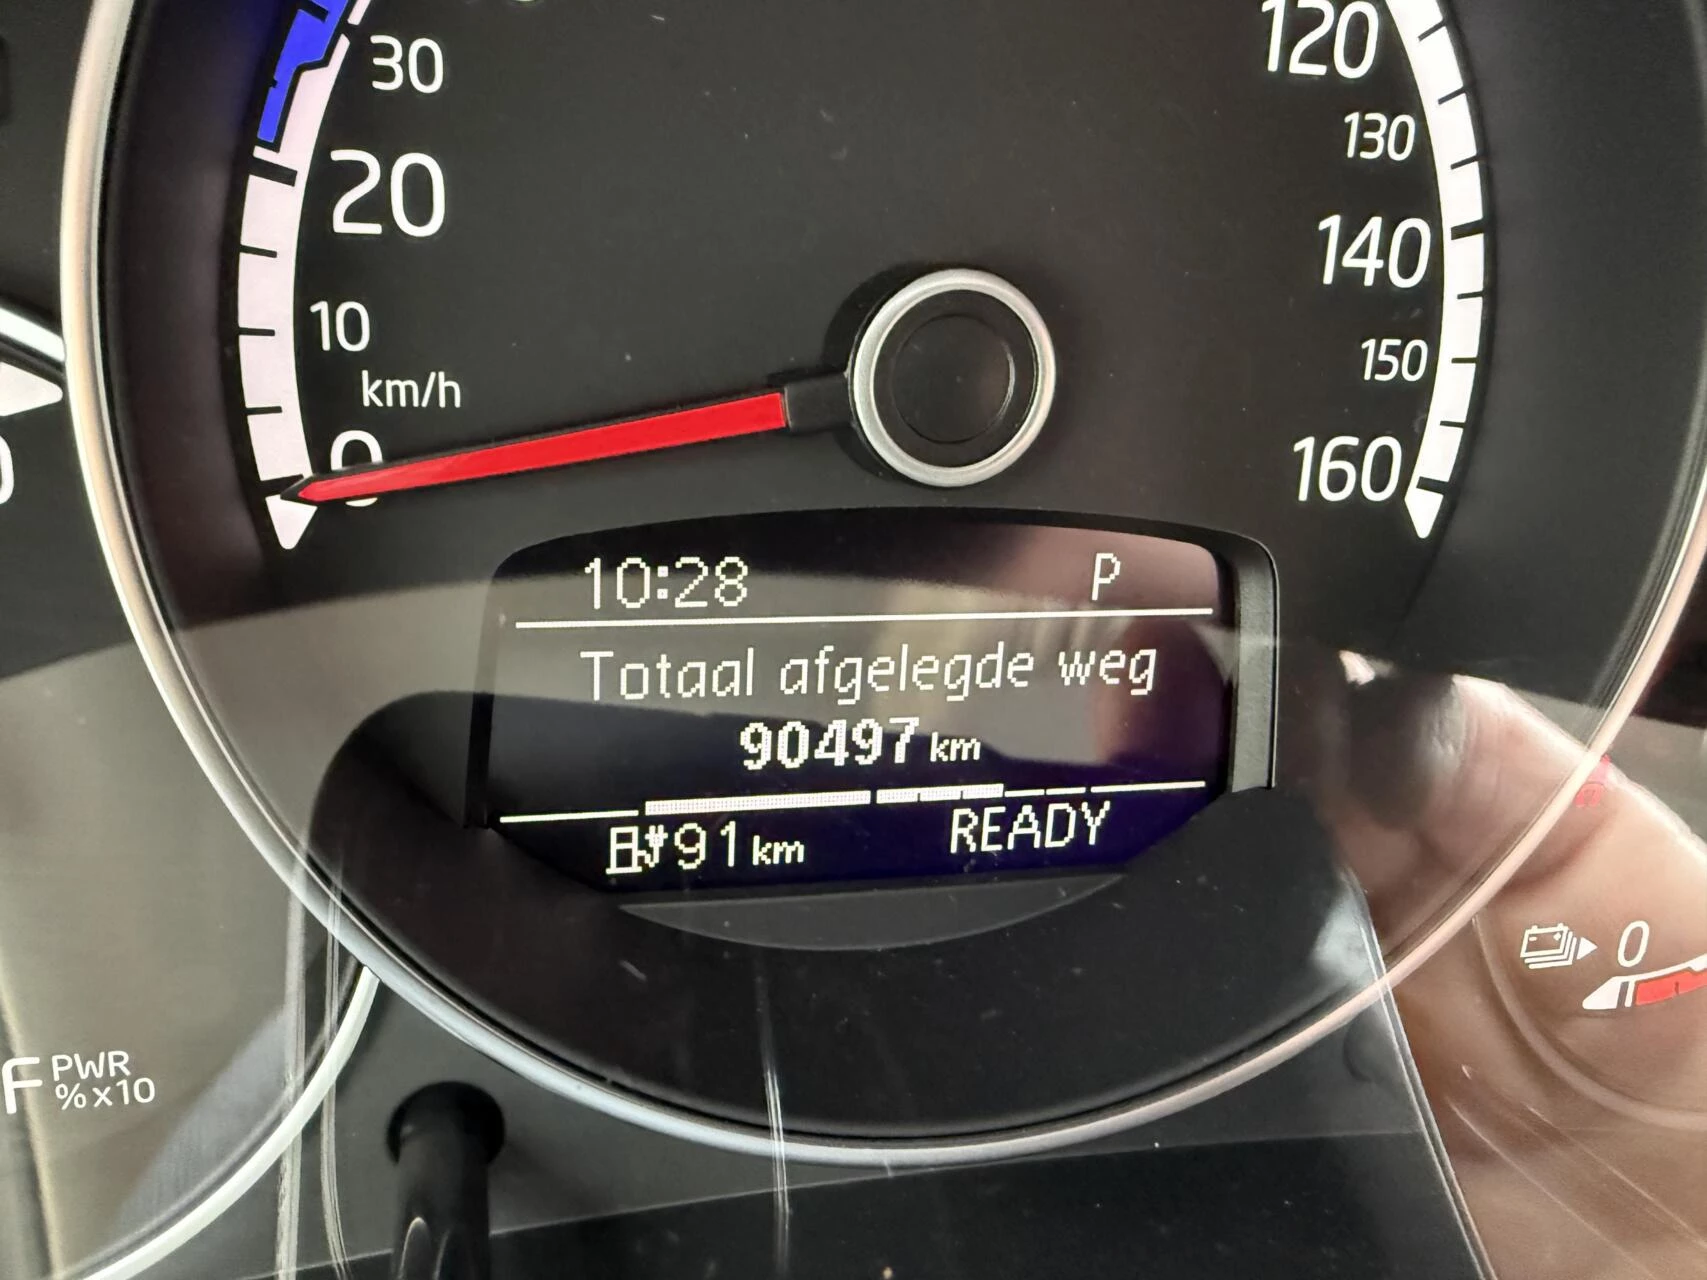 30
20
10
km/h
0
120
130
140
150
160
10:28 P
Totaal afgelegde weg
90497 km
91 km READY
0
F PWR
%x10